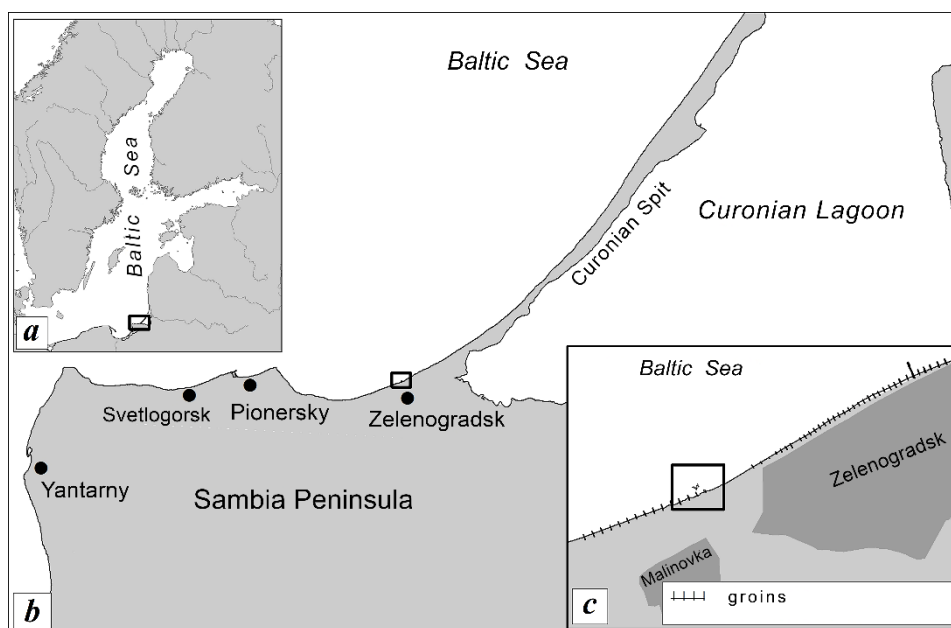 Baltic Sea
a
Baltic Sea
Curonian Spit
Curonian Lagoon
Svetlogorsk
Pionersky
Zelenogradsk
Yantarny
Sambia Peninsula
b
Baltic Sea
Zelenogradsk
Malinovka
groins
c